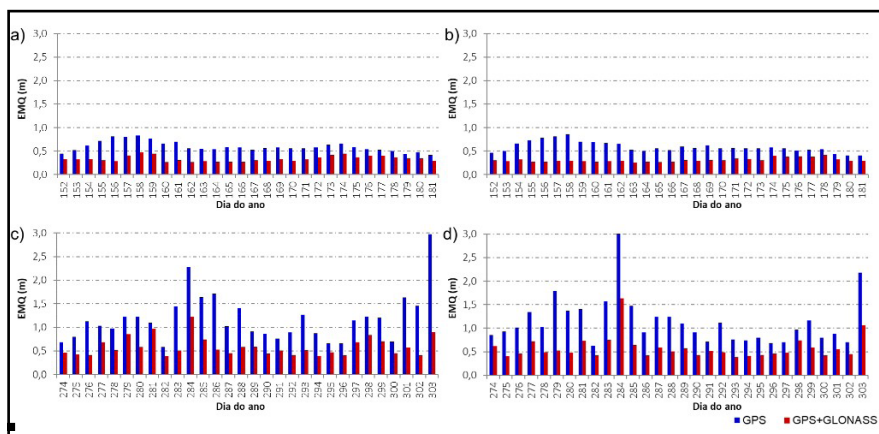 a)
b)
EMQ (m)
3,0
2,5
2,0
1,5
1,0
0,5
0,0
152 153 154 155 156 157 158 159 160 161 162 163 164 165 166 167 168 169 170 171 172 173 174 175 176 177 178 179 180 181
Dia do ano
EMQ (m)
3,0
2,5
2,0
1,5
1,0
0,5
0,0
152 153 154 155 156 157 158 159 160 161 162 163 164 165 166 167 168 169 170 171 172 173 174 175 176 177 178 179 180 181
Dia do ano
c)
d)
EMQ (m)
3,0
2,5
2,0
1,5
1,0
0,5
0,0
274 275 276 277 278 279 280 281 282 283 284 285 286 287 288 289 290 291 292 293 294 295 296 297 298 299 300 301 302 303
Dia do ano
EMQ (m)
3,0
2,5
2,0
1,5
1,0
0,5
0,0
274 275 276 277 278 279 280 281 282 283 284 285 286 287 288 289 290 291 292 293 294 295 296 297 298 299 300 301 302 303
Dia do ano
GPS GPS+GLONASS